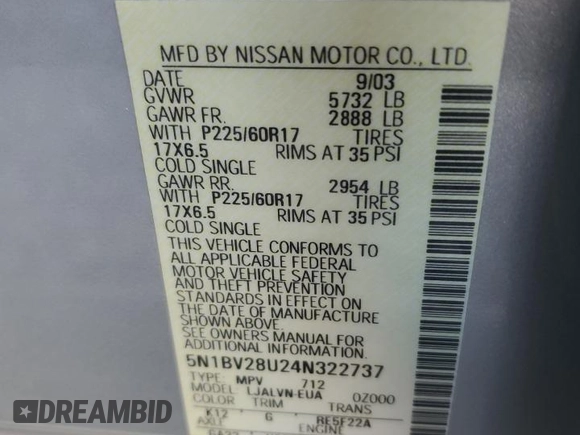 MFD BY NISSAN MOTOR CO., LTD.
DATE 9/03
GVWR 5732 LB
GAWR FR. 2888 LB
WITH P225/60R17 TIRES
17X6.5 RIMS AT 35 PSI
COLD SINGLE
GAWR RR. 2954 LB
WITH P225/60R17 TIRES
17X6.5 RIMS AT 35 PSI
COLD SINGLE
THIS VEHICLE CONFORMS TO
ALL APPLICABLE FEDERAL
MOTOR VEHICLE SAFETY
AND THEFT PREVENTION
STANDARDS IN EFFECT ON
THE DATE OF MANUFACTURE
SHOWN ABOVE.
SEE OWNERS MANUAL FOR
ADDITIONAL INFORMATION.
5N1BV28U24N322737
TYPE MPV 712
MODEL LJALVN-EUA 0Z000
COLOR TRIM TRANS
K12 G RE5F22A
AXLE ENGINE
DREAMBID
.COM